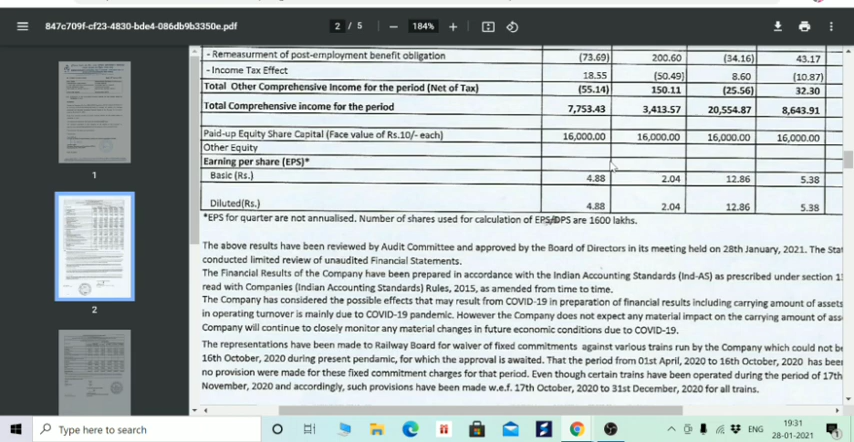 847c709f-cf23-4830-bde4-086db9b3350e.pdf
2 / 5
184%
- Remeasurment of post-employment benefit obligation (73.69) 200.60 (34.16) 43.17
- Income Tax Effect 18.55 (50.49) 8.60 (10.87)
Total Other Comprehensive Income for the period (Net of Tax) (55.14) 150.11 (25.56) 32.30
Total Comprehensive income for the period 7,753.43 3,413.57 20,554.87 8,643.91
Paid-up Equity Share Capital (Face value of Rs.10/- each) 16,000.00 16,000.00 16,000.00 16,000.00
Other Equity
Earning per share (EPS)*
Basic (Rs.) 4.88 2.04 12.86 5.38
Diluted(Rs.) 4.88 2.04 12.86 5.38
*EPS for quarter are not annualised. Number of shares used for calculation of EPS/DPS are 1600 lakhs.
The above results have been reviewed by Audit Committee and approved by the Board of Directors in its meeting held on 28th January, 2021. The Stat
conducted limited review of unaudited Financial Statements.
The Financial Results of the Company have been prepared in accordance with the Indian Accounting Standards (Ind-AS) as prescribed under section 1
read with Companies (Indian Accounting Standards) Rules, 2015, as amended from time to time.
The Company has considered the possible effects that may result from COVID-19 in preparation of financial results including carrying amount of assets
in operating turnover is mainly due to COVID-19 pandemic. However the Company does not expect any material impact on the carrying amount of ass
Company will continue to closely monitor any material changes in future economic conditions due to COVID-19.
The representations have been made to Railway Board for waiver of fixed commitments against various trains run by the Company which could not be
16th October, 2020 during present pendamic, for which the approval is awaited. That the period from 01st April, 2020 to 16th October, 2020 has been
no provision were made for these fixed commitment charges for that period. Even though certain trains have been operated during the period of 17th
November, 2020 and accordingly, such provisions have been made w.e.f. 17th October, 2020 to 31st December, 2020 for all trains.
1
2
Type here to search
ENG
19:31
28-01-2021